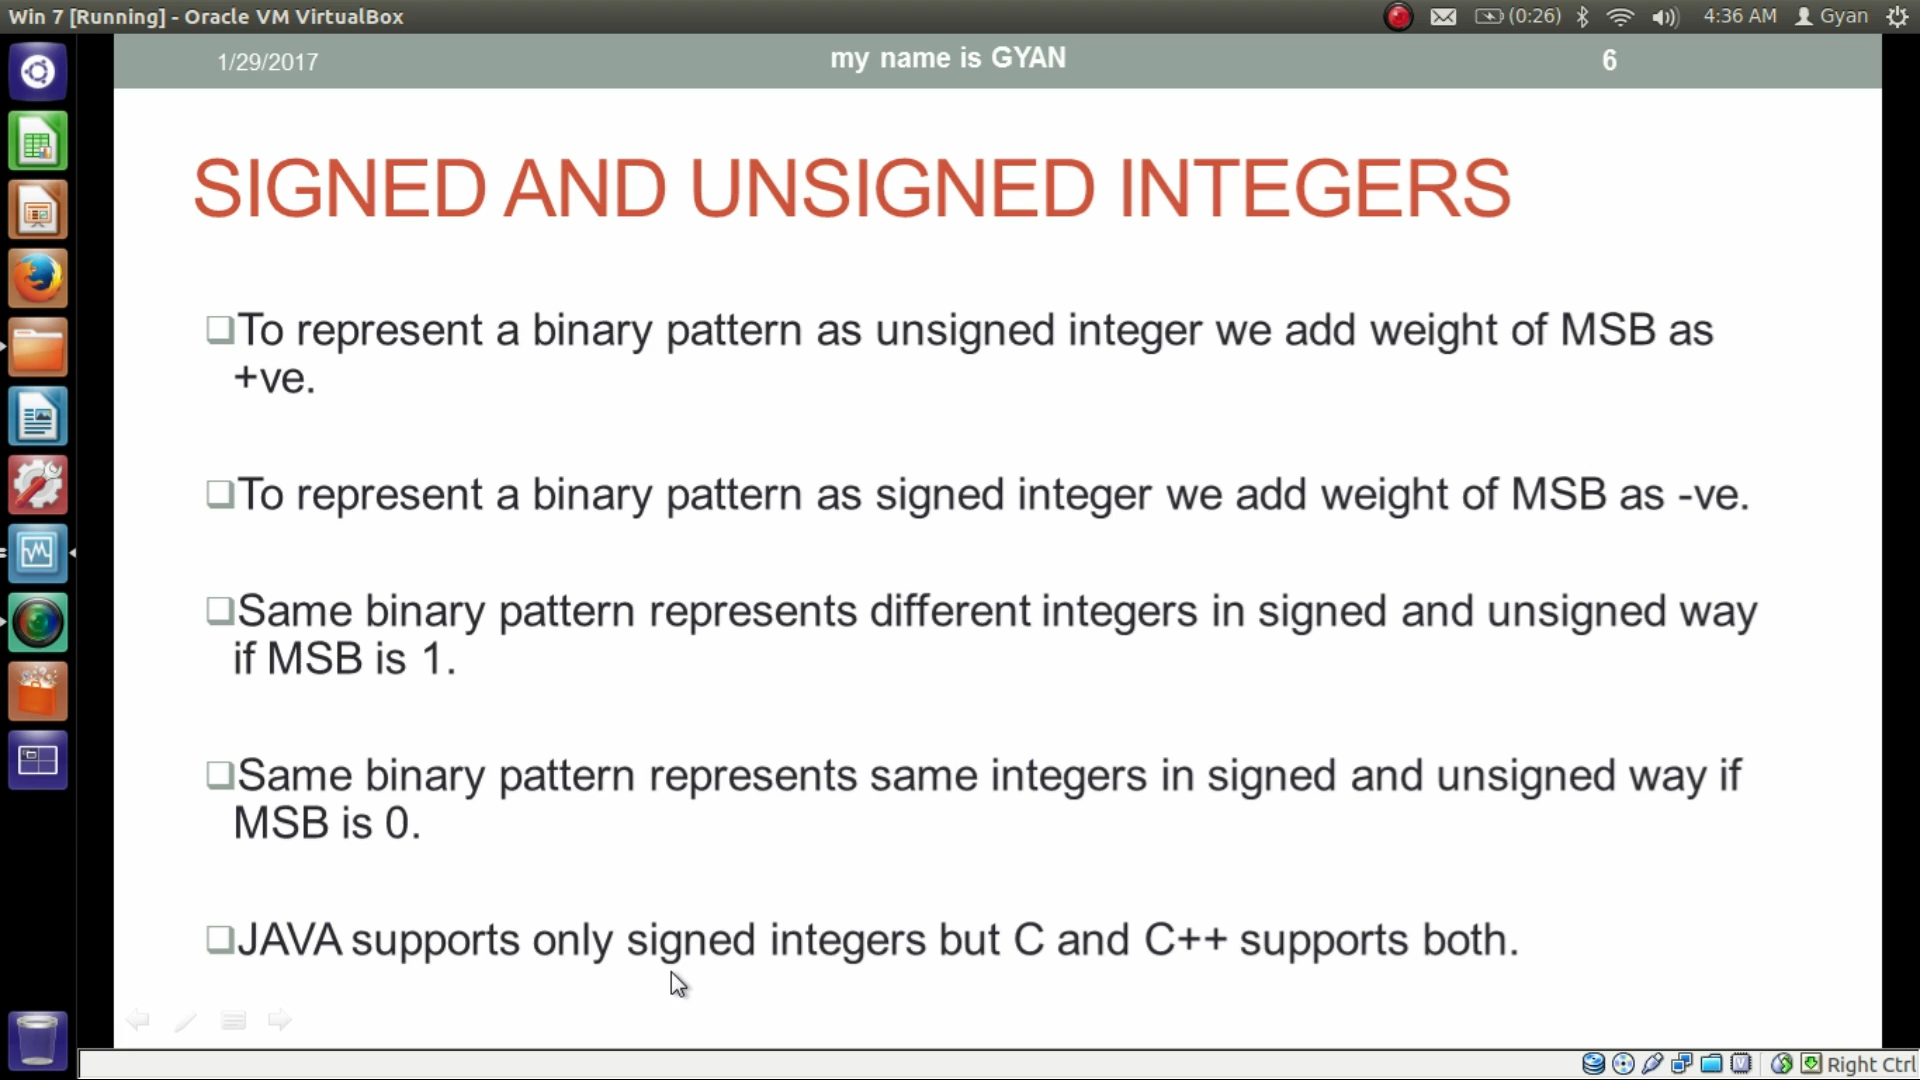 Win 7 [Running] - Oracle VM VirtualBox
(0:26)
4:36 AM
Gyan
1/29/2017
my name is GYAN
6
SIGNED AND UNSIGNED INTEGERS
To represent a binary pattern as unsigned integer we add weight of MSB as
+ve.
To represent a binary pattern as signed integer we add weight of MSB as -ve.
Same binary pattern represents different integers in signed and unsigned way
if MSB is 1.
Same binary pattern represents same integers in signed and unsigned way if
MSB is 0.
JAVA supports only signed integers but C and C++ supports both.
Right Ctrl